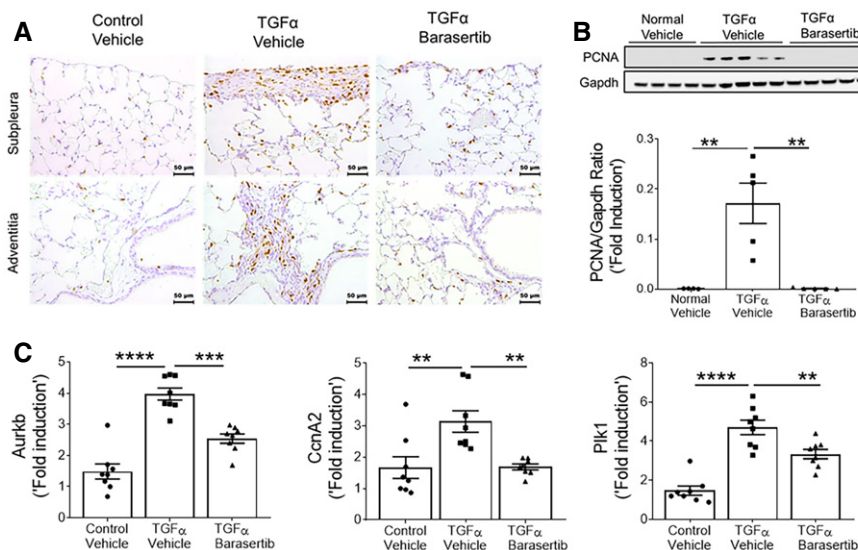 A
Control
Vehicle
TGFα
Vehicle
TGFα
Barasertib
Subpleura
50 µm
50 µm
50 µm
Adventitia
50 µm
50 µm
50 µm
B
Normal
Vehicle
TGFα
Vehicle
TGFα
Barasertib
PCNA
Gapdh
PCNA/Gapdh Ratio
('Fold Induction')
0.3
0.2
0.1
0.0
**
**
Normal
Vehicle
TGFα
Vehicle
TGFα
Barasertib
C
Aurkb
('Fold induction')
5
4
3
2
1
0
****
***
Control
Vehicle
TGFα
Vehicle
TGFα
Barasertib
CcnA2
('Fold induction')
5
4
3
2
1
0
**
**
Control
Vehicle
TGFα
Vehicle
TGFα
Barasertib
Plk1
('Fold induction')
8
6
4
2
0
****
**
Control
Vehicle
TGFα
Vehicle
TGFα
Barasertib